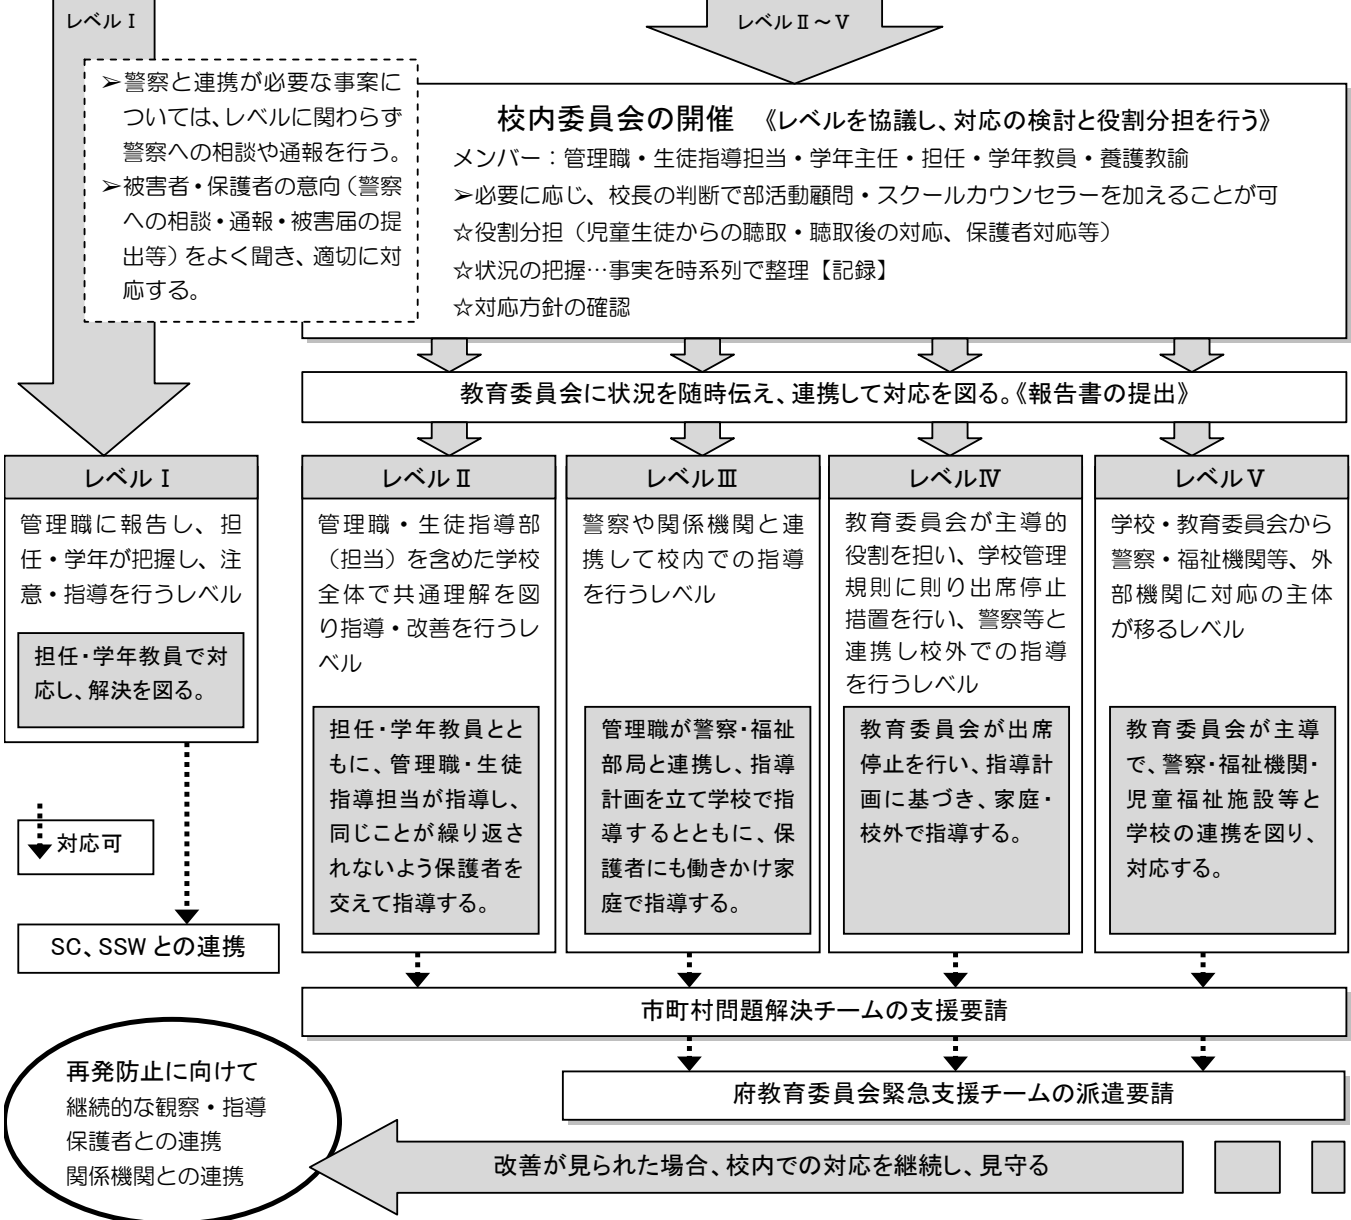 レベルⅠ
レベルⅡ～Ⅴ
➢警察と連携が必要な事案に
ついては、レベルに関わらず
警察への相談や通報を行う。
➢被害者・保護者の意向（警察
への相談・通報・被害届の提
出等）をよく聞き、適切に対
応する。
校内委員会の開催 《レベルを協議し、対応の検討と役割分担を行う》
メンバー：管理職・生徒指導担当・学年主任・担任・学年教員・養護教諭
➢必要に応じ、校長の判断で部活動顧問・スクールカウンセラーを加えることが可
☆役割分担（児童生徒からの聴取・聴取後の対応、保護者対応等）
☆状況の把握…事実を時系列で整理【記録】
☆対応方針の確認
教育委員会に状況を随時伝え、連携して対応を図る。《報告書の提出》
レベルⅠ
管理職に報告し、担
任・学年が把握し、注
意・指導を行うレベル
担任・学年教員で対
応し、解決を図る。
レベルⅡ
管理職・生徒指導部
（担当）を含めた学校
全体で共通理解を図
り指導・改善を行うレ
ベル
担任・学年教員とと
もに、管理職・生徒
指導担当が指導し、
同じことが繰り返さ
れないよう保護者を
交えて指導する。
レベルⅢ
警察や関係機関と連
携して校内での指導
を行うレベル
管理職が警察・福祉
部局と連携し、指導
計画を立て学校で指
導するとともに、保
護者にも働きかけ家
庭で指導する。
レベルⅣ
教育委員会が主導的
役割を担い、学校管理
規則に則り出席停止
措置を行い、警察等と
連携し校外での指導
を行うレベル
教育委員会が出席
停止を行い、指導計
画に基づき、家庭・
校外で指導する。
レベルⅤ
学校・教育委員会から
警察・福祉機関等、外
部機関に対応の主体
が移るレベル
教育委員会が主導
で、警察・福祉機関・
児童福祉施設等と
学校の連携を図り、
対応する。
対応可
SC、SSWとの連携
市町村問題解決チームの支援要請
府教育委員会緊急支援チームの派遣要請
再発防止に向けて
継続的な観察・指導
保護者との連携
関係機関との連携
改善が見られた場合、校内での対応を継続し、見守る